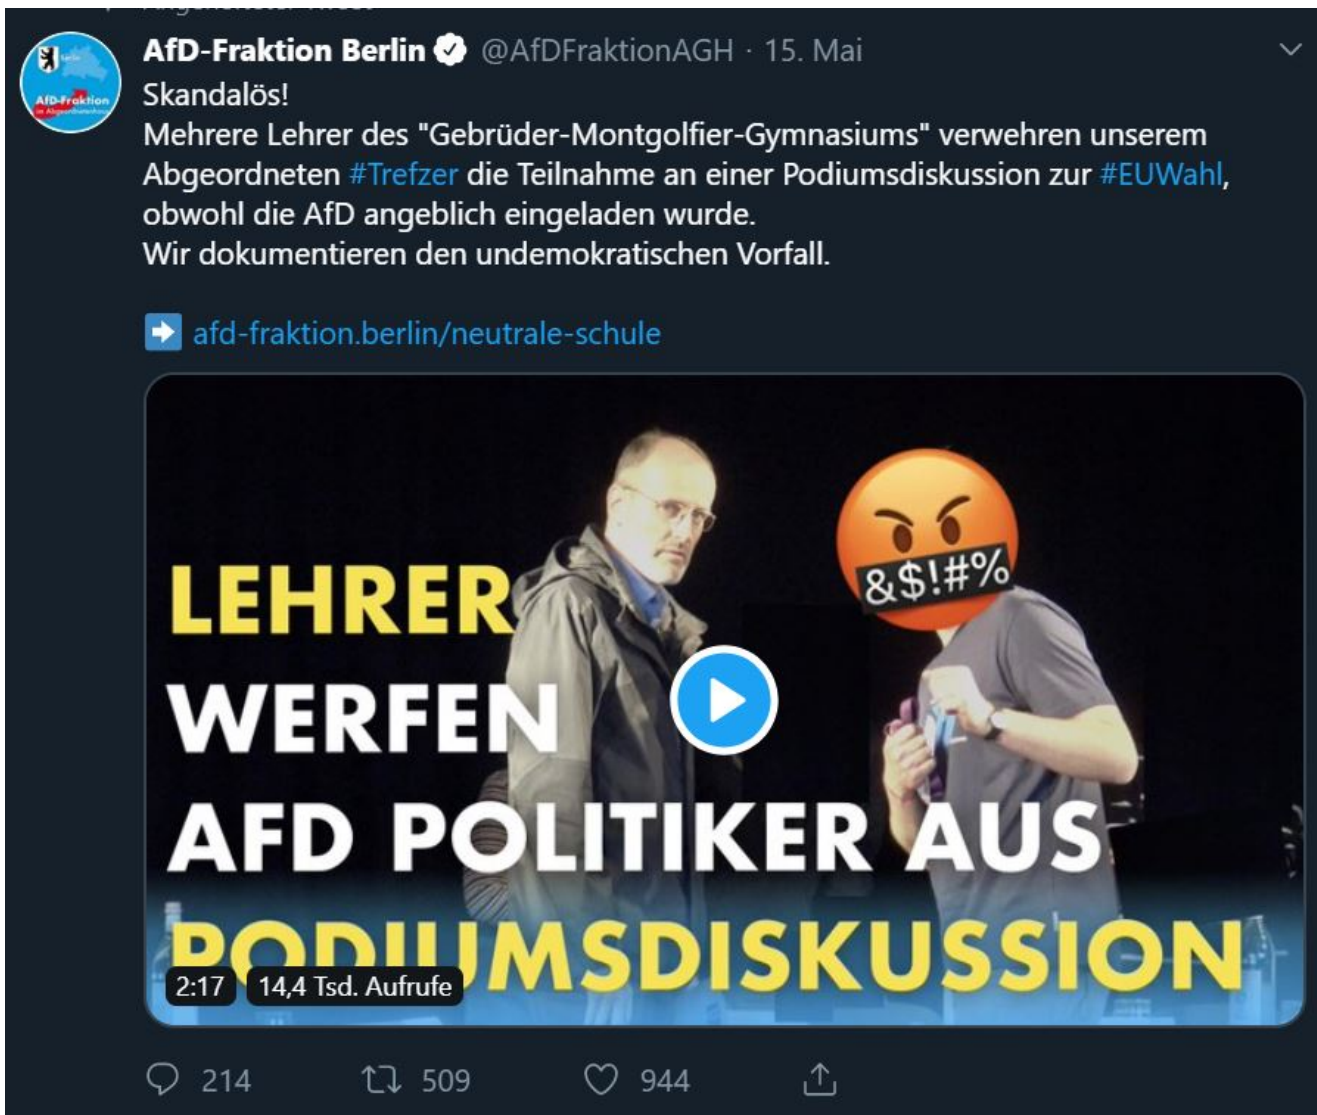 AfD-Fraktion Berlin @AfDFraktionAGH · 15. Mai
Skandalös!
Mehrere Lehrer des "Gebrüder-Montgolfier-Gymnasiums" verwehren unserem
Abgeordneten #Trefzer die Teilnahme an einer Podiumsdiskussion zur #EUWahl,
obwohl die AfD angeblich eingeladen wurde.
Wir dokumentieren den undemokratischen Vorfall.
afd-fraktion.berlin/neutrale-schule
&$!#%
LEHRER
WERFEN
AFD POLITIKER AUS
PODIUMSDISKUSSION
2:17 14,4 Tsd. Aufrufe
214 509 944